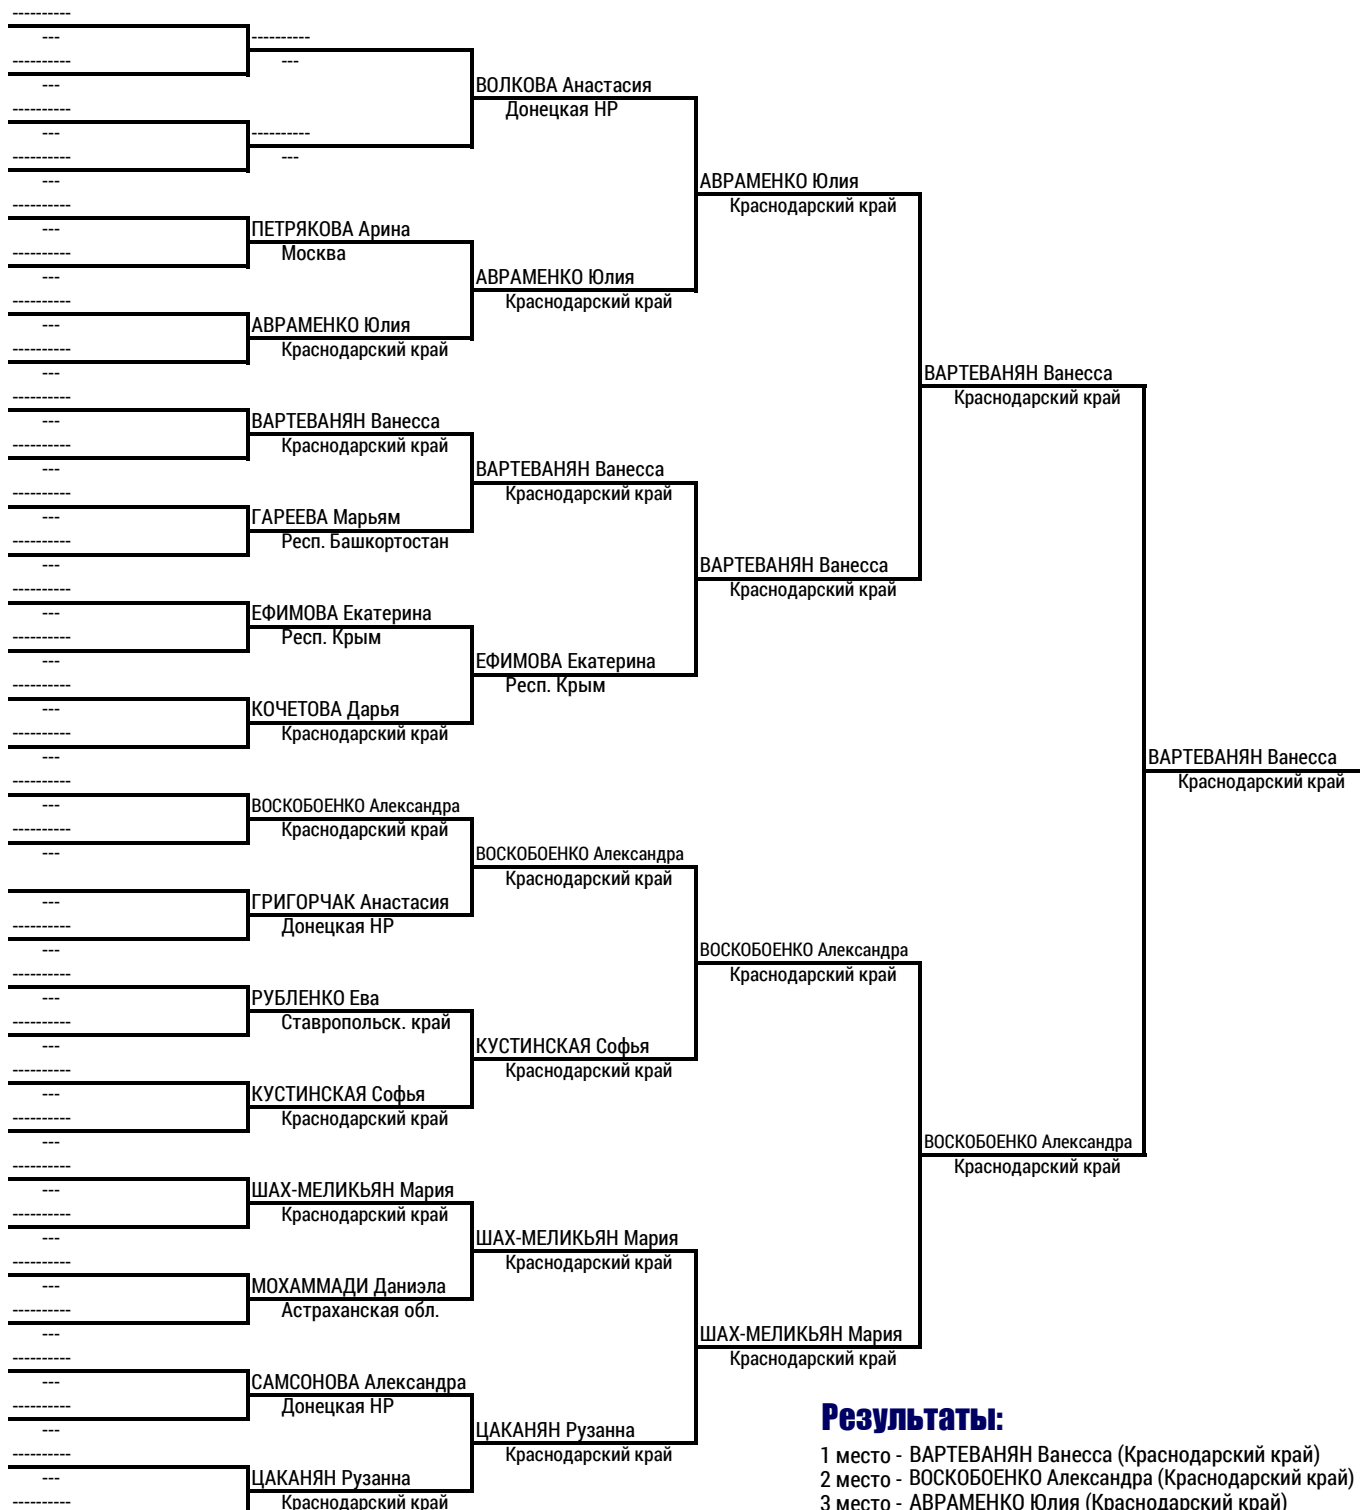 ----------
---
----------
---
----------
---
----------
---
----------
---
----------
---
----------
---
----------
---
----------
---
----------
---
----------
---
----------
---
----------
---
----------
---
----------
---
----------
---
----------
---
----------
---
---
----------
---
----------
---
----------
---
----------
---
----------
---
----------
---
----------
---
----------
---
----------
---
----------
---
----------
---
----------
---
----------
----------
---
----------
---
ПЕТРЯКОВА Арина
Москва
АВРАМЕНКО Юлия
Краснодарский край
ВАРТЕВАНЯН Ванесса
Краснодарский край
ГАРЕЕВА Марьям
Респ. Башкортостан
ЕФИМОВА Екатерина
Респ. Крым
КОЧЕТОВА Дарья
Краснодарский край
ВОСКОБОЕНКО Александра
Краснодарский край
ГРИГОРЧАК Анастасия
Донецкая НР
РУБЛЕНКО Ева
Ставропольск. край
КУСТИНСКАЯ Софья
Краснодарский край
ШАХ-МЕЛИКЬЯН Мария
Краснодарский край
МОХАММАДИ Даниэла
Астраханская обл.
САМСОНОВА Александра
Донецкая НР
ЦАКАНЯН Рузанна
Краснодарский край
ВОЛКОВА Анастасия
Донецкая НР
АВРАМЕНКО Юлия
Краснодарский край
ВАРТЕВАНЯН Ванесса
Краснодарский край
ЕФИМОВА Екатерина
Респ. Крым
ВОСКОБОЕНКО Александра
Краснодарский край
КУСТИНСКАЯ Софья
Краснодарский край
ШАХ-МЕЛИКЬЯН Мария
Краснодарский край
ЦАКАНЯН Рузанна
Краснодарский край
АВРАМЕНКО Юлия
Краснодарский край
ВАРТЕВАНЯН Ванесса
Краснодарский край
ВОСКОБОЕНКО Александра
Краснодарский край
ШАХ-МЕЛИКЬЯН Мария
Краснодарский край
ВАРТЕВАНЯН Ванесса
Краснодарский край
ВОСКОБОЕНКО Александра
Краснодарский край
ВАРТЕВАНЯН Ванесса
Краснодарский край
Результаты:
1 место - ВАРТЕВАНЯН Ванесса (Краснодарский край)
2 место - ВОСКОБОЕНКО Александра (Краснодарский край)
3 место - АВРАМЕНКО Юлия (Краснодарский край)